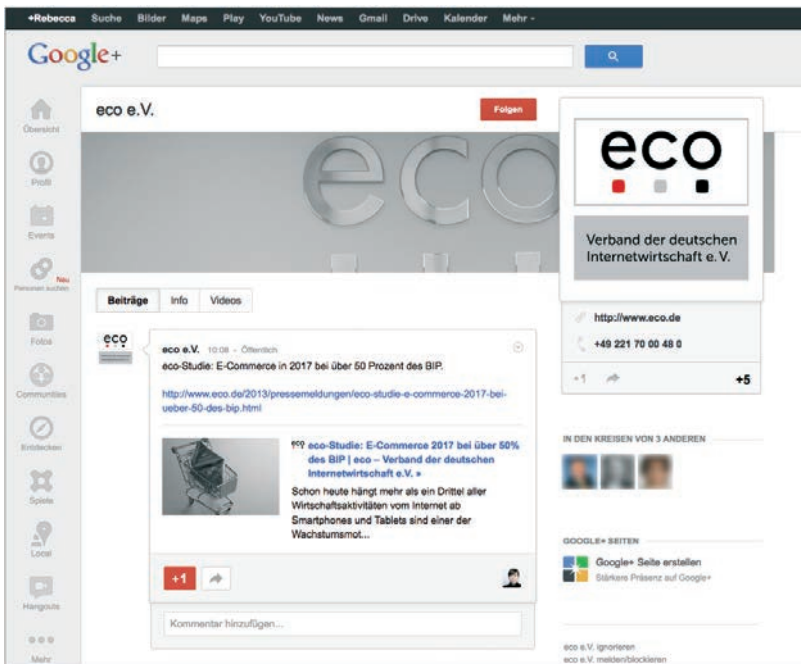 +Rebecca Suche Bilder Maps Play YouTube News Gmail Drive Kalender Mehr
Google+
Übersicht
Profil
Events
Neu
Personen suchen
Fotos
Communities
Entdecken
Spiele
Local
Hangouts
Mehr
eco e.V.
Folgen
eco
Beiträge Info Videos
eco
eco e.V. 10:08 - Öffentlich
eco-Studie: E-Commerce in 2017 bei über 50 Prozent des BIP.
http://www.eco.de/2013/pressemeldungen/eco-studie-e-commerce-2017-bei-
ueber-50-des-bip.html
eco eco-Studie: E-Commerce 2017 bei über 50%
des BIP | eco – Verband der deutschen
Internetwirtschaft e.V. »
Schon heute hängt mehr als ein Drittel aller
Wirtschaftsaktivitäten vom Internet ab
Smartphones und Tablets sind einer der
Wachstumsmot...
+1
Kommentar hinzufügen...
eco
Verband der deutschen
Internetwirtschaft e. V.
http://www.eco.de
+49 221 70 00 48 0
+1 +5
IN DEN KREISEN VON 3 ANDEREN
GOOGLE+ SEITEN
Google+ Seite erstellen
Stärkere Präsenz auf Google+
eco e.V. ignorieren
eco e.V. melden/blockieren